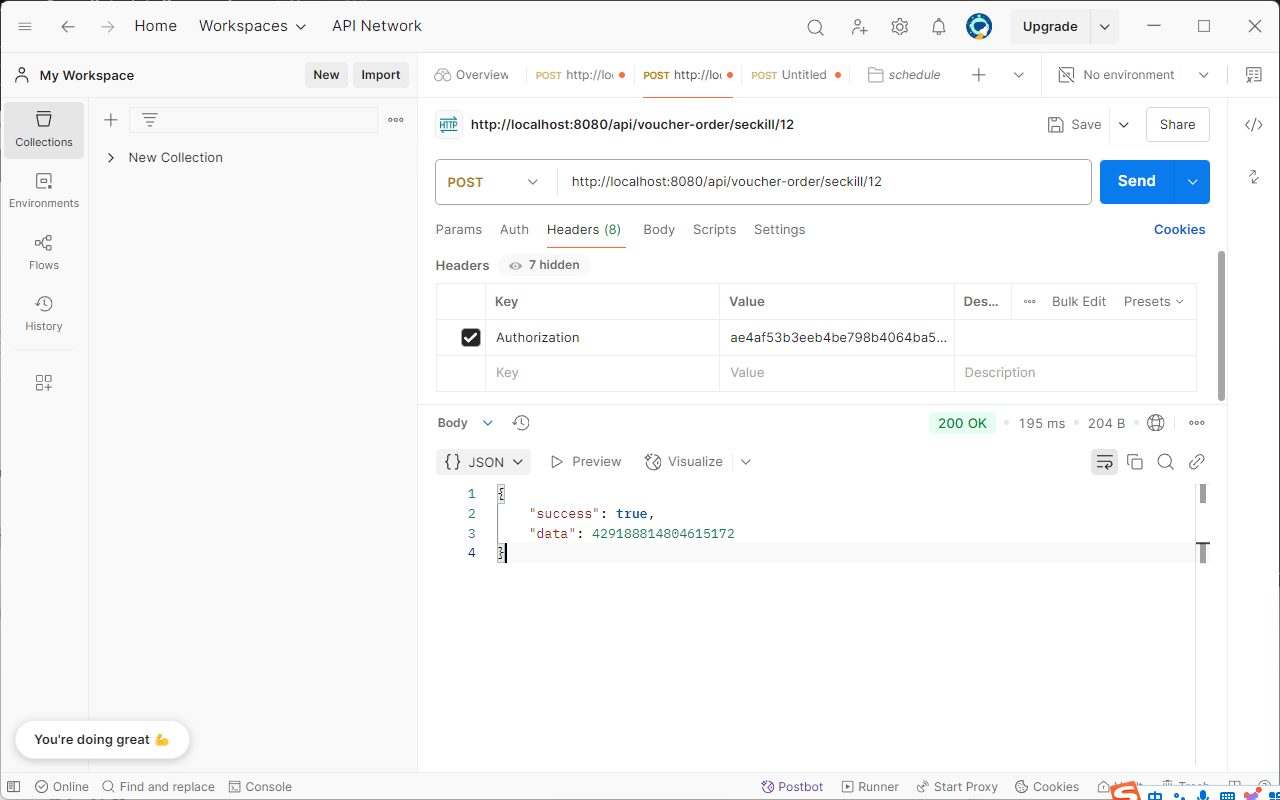 Home Workspaces API Network Upgrade
My Workspace New Import Overview POST http://loc POST http://loc POST Untitled schedule No environment
Collections
Environments
Flows
History
New Collection
HTTP http://localhost:8080/api/voucher-order/seckill/12 Save Share
POST http://localhost:8080/api/voucher-order/seckill/12 Send
Params Auth Headers (8) Body Scripts Settings Cookies
Headers 7 hidden
Key Value Des... Bulk Edit Presets
Authorization ae4af53b3eeb4be798b4064ba5...
Key Value Description
Body 200 OK 195 ms 204 B
{} JSON Preview Visualize
1 {
2 "success": true,
3 "data": 429188814804615172
4 }
You're doing great 💪
Online Find and replace Console Postbot Runner Start Proxy Cookies
中